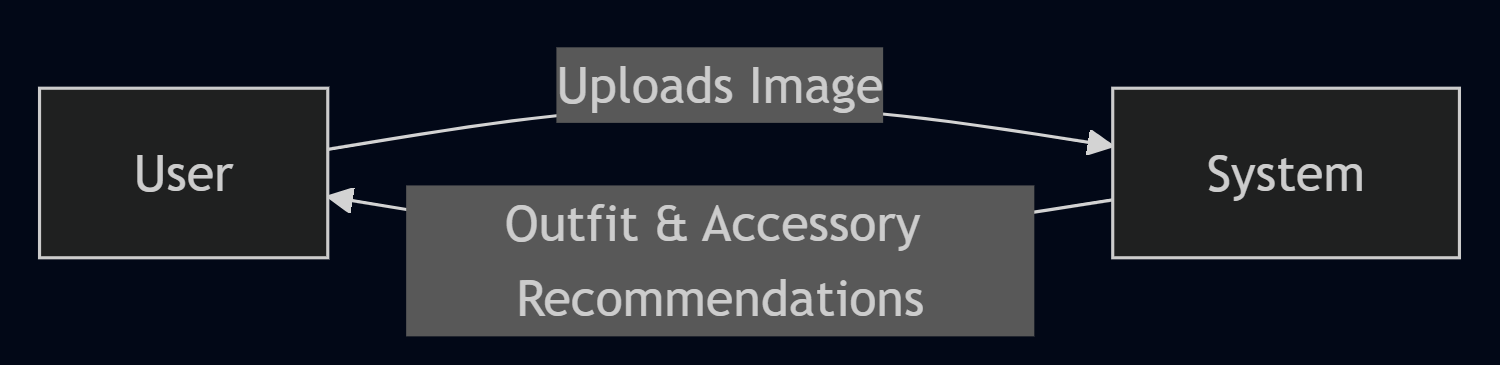 Uploads Image
User
System
Outfit & Accessory
Recommendations